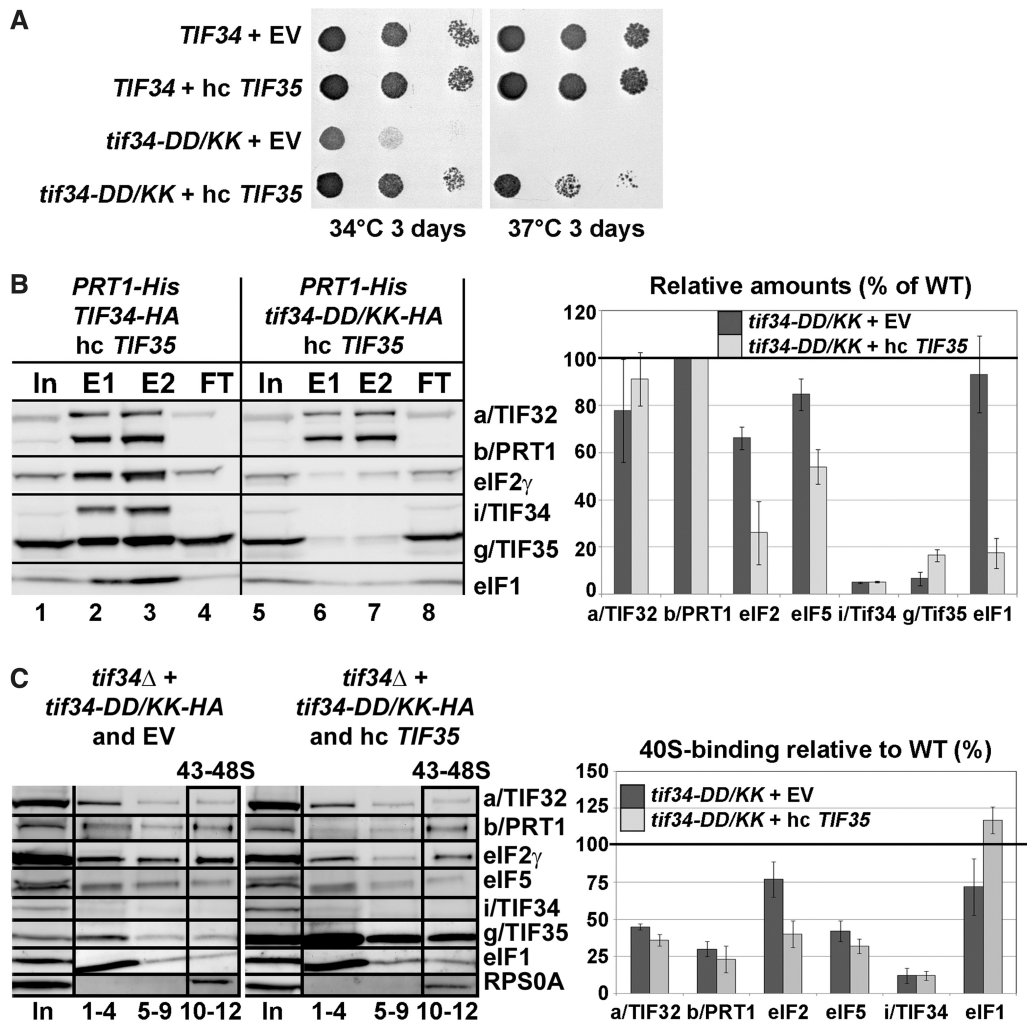 A
TIF34 + EV
TIF34 + hc TIF35
tif34-DD/KK + EV
tif34-DD/KK + hc TIF35
34°C 3 days 37°C 3 days
B
PRT1-His PRT1-His
TIF34-HA tif34-DD/KK-HA
hc TIF35 hc TIF35
In E1 E2 FT In E1 E2 FT
a/TIF32
b/PRT1
eIF2γ
i/TIF34
g/TIF35
eIF1
1 2 3 4 5 6 7 8
Relative amounts (% of WT)
120
100
80
60
40
20
0
tif34-DD/KK + EV
tif34-DD/KK + hc TIF35
a/TIF32 b/PRT1 eIF2 eIF5 i/Tif34 g/Tif35 eIF1
C
tif34Δ + tif34Δ +
tif34-DD/KK-HA tif34-DD/KK-HA
and EV and hc TIF35
43-48S 43-48S
a/TIF32
b/PRT1
eIF2γ
eIF5
i/TIF34
g/TIF35
eIF1
RPS0A
In 1-4 5-9 10-12 In 1-4 5-9 10-12
40S-binding relative to WT (%)
150
125
100
75
50
25
0
tif34-DD/KK + EV
tif34-DD/KK + hc TIF35
a/TIF32 b/PRT1 eIF2 eIF5 i/TIF34 eIF1